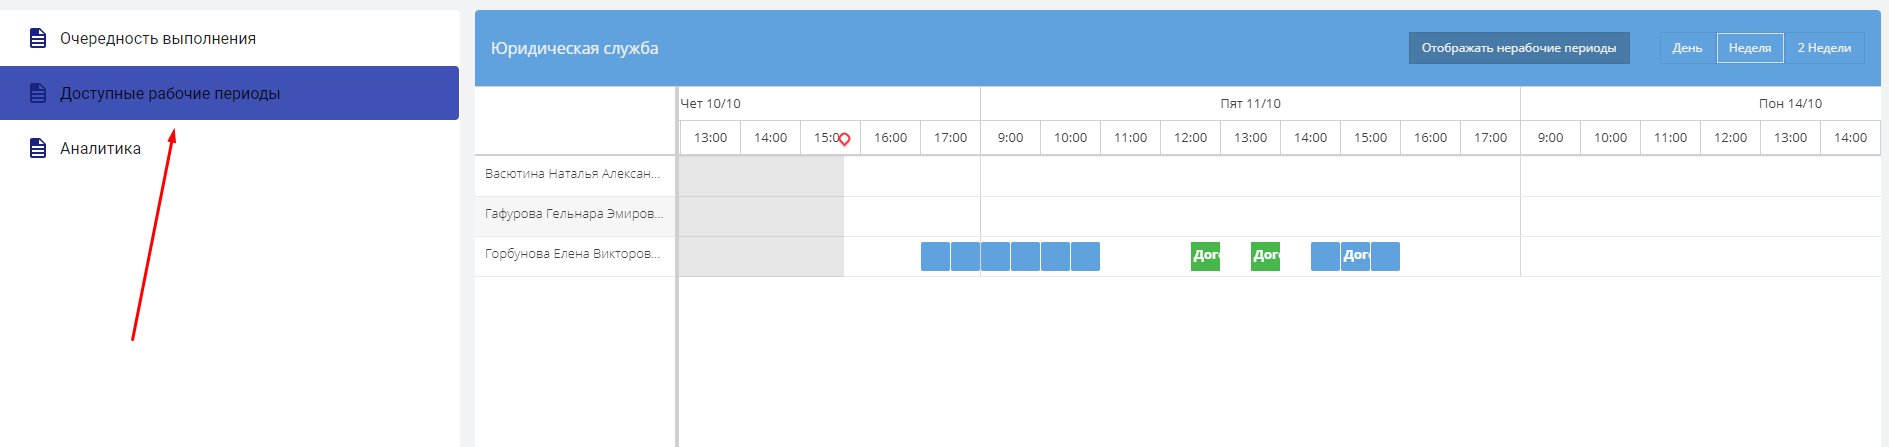 Очередность выполнения
Доступные рабочие периоды
Аналитика
Юридическая служба
Отображать нерабочие периоды
День Неделя 2 Недели
Чет 10/10 Пят 11/10 Пон 14/10
13:00 14:00 15:00 16:00 17:00 9:00 10:00 11:00 12:00 13:00 14:00 15:00 16:00 17:00 9:00 10:00 11:00 12:00 13:00 14:00
Васютина Наталья Алексан...
Гафурова Гельнара Эмиров...
Горбунова Елена Викторов...
Дого Дого Дого